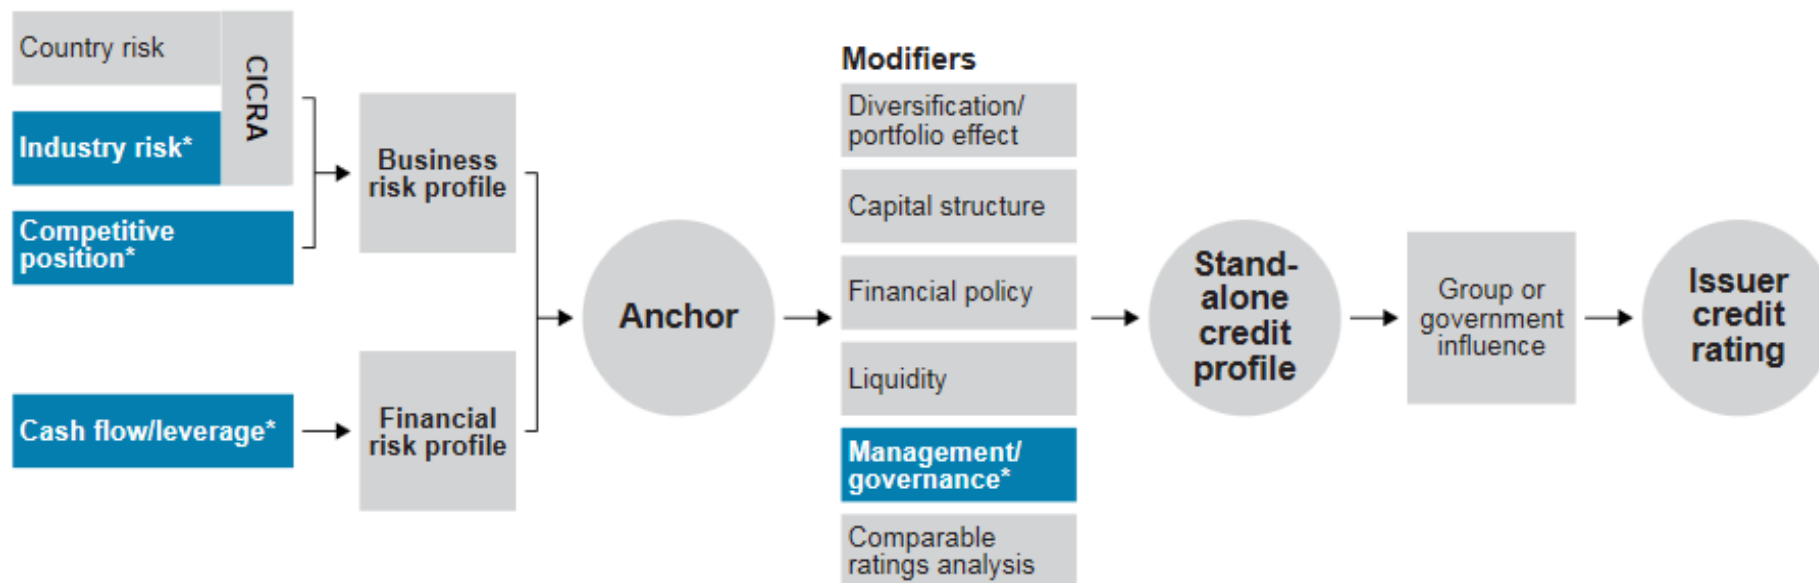 Country risk
CICRA
Industry risk*
Competitive
position*
Cash flow/leverage*
Business
risk profile
Financial
risk profile
Anchor
Modifiers
Diversification/
portfolio effect
Capital structure
Financial policy
Liquidity
Management/
governance*
Comparable
ratings analysis
Stand-
alone
credit
profile
Group or
government
influence
Issuer
credit
rating